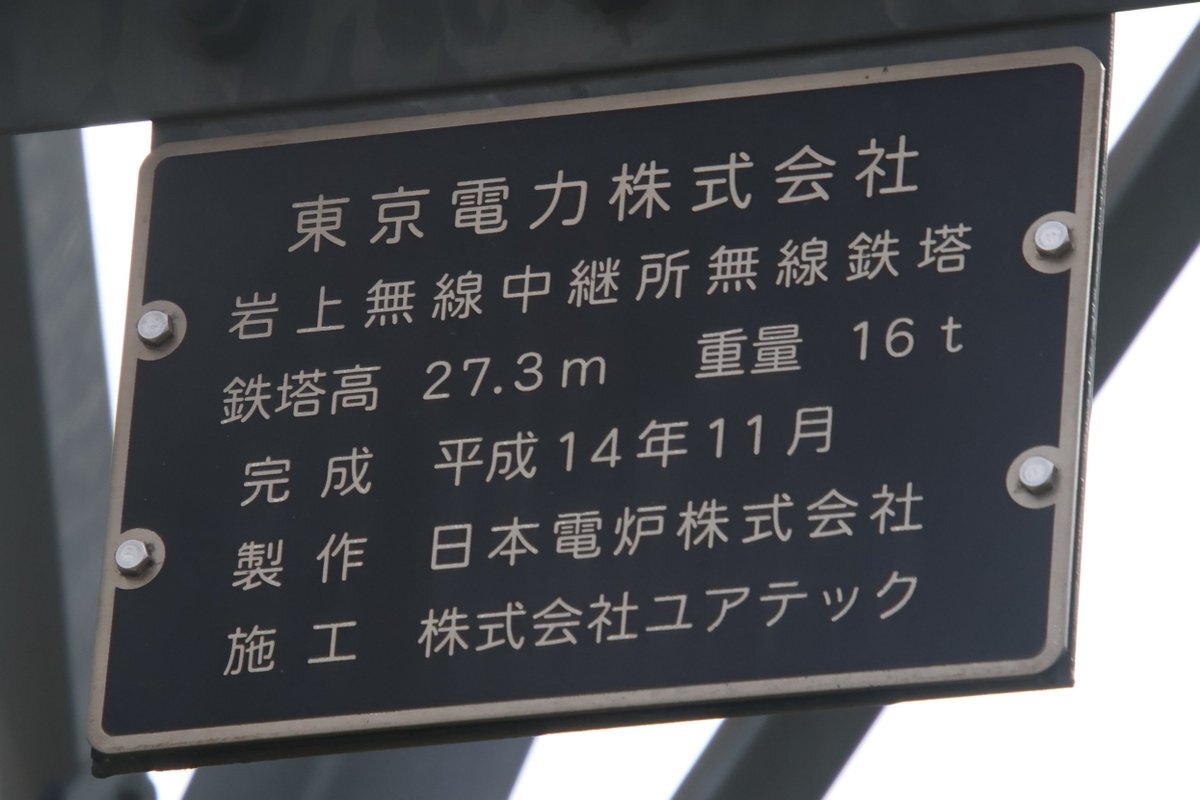 東京電力株式会社
岩上無線中継所無線鉄塔
鉄塔高 27.3m 重量 16t
完成 平成14年11月
製作 日本電炉株式会社
施工 株式会社ユアテック